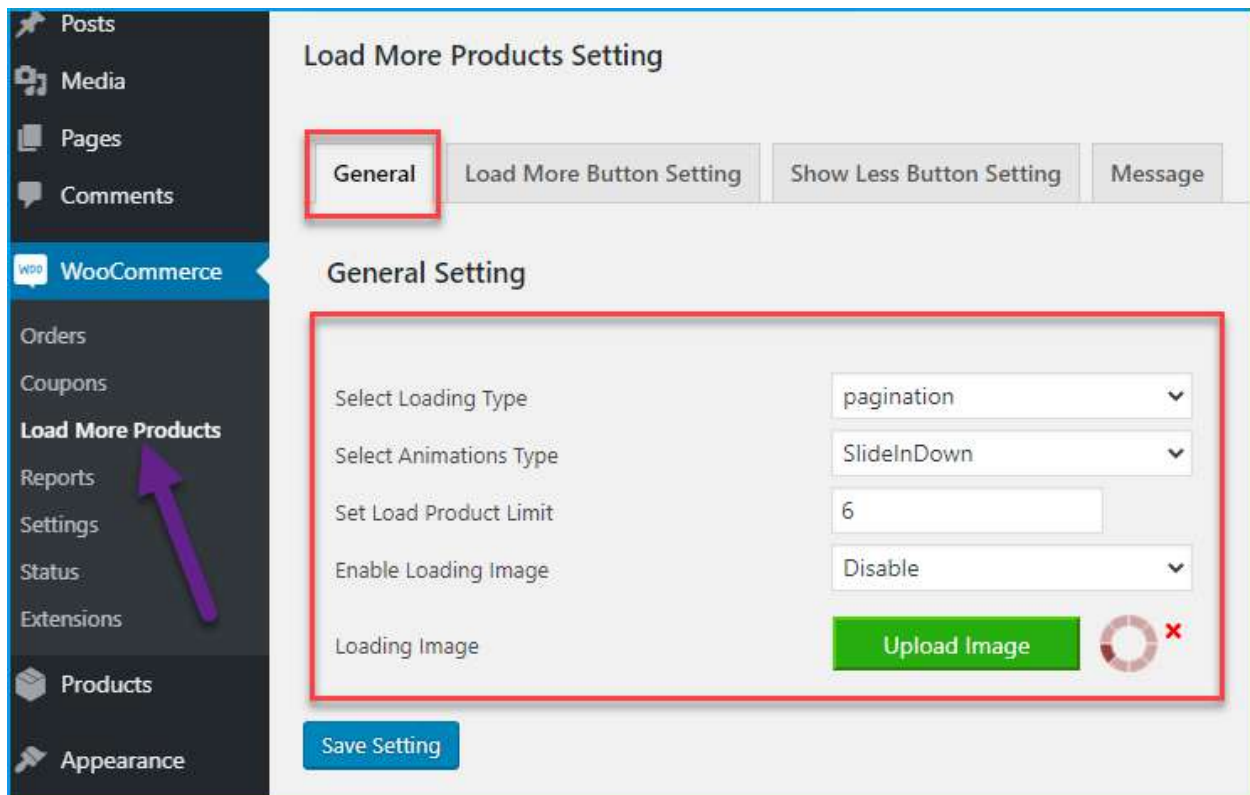 Posts
Media
Pages
Comments
WOO WooCommerce
Orders
Coupons
Load More Products
Reports
Settings
Status
Extensions
Products
Appearance
Load More Products Setting
General Load More Button Setting Show Less Button Setting Message
General Setting
Select Loading Type pagination
Select Animations Type SlideInDown
Set Load Product Limit 6
Enable Loading Image Disable
Loading Image Upload Image
Save Setting